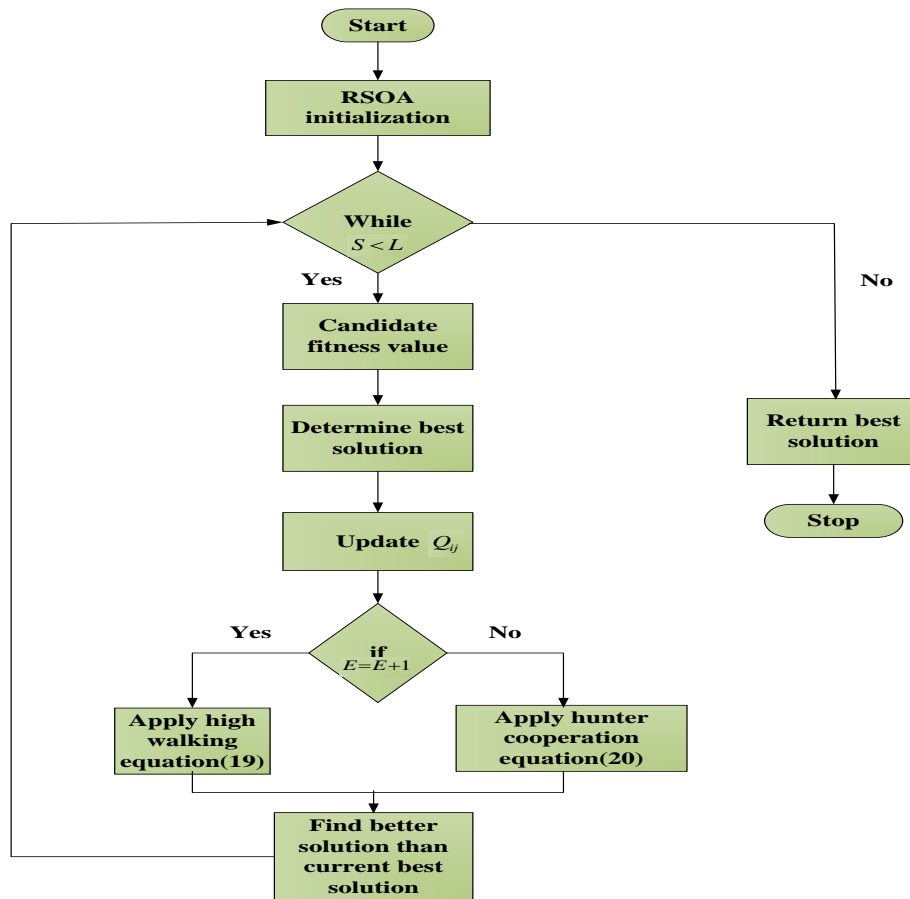 Start
RSOA
initialization
While
S < L
Yes
No
Candidate
fitness value
Determine best
solution
Return best
solution
Stop
Update Q_{ij}
Yes
No
if
E=E+1
Apply high
walking
equation(19)
Apply hunter
cooperation
equation(20)
Find better
solution than
current best
solution